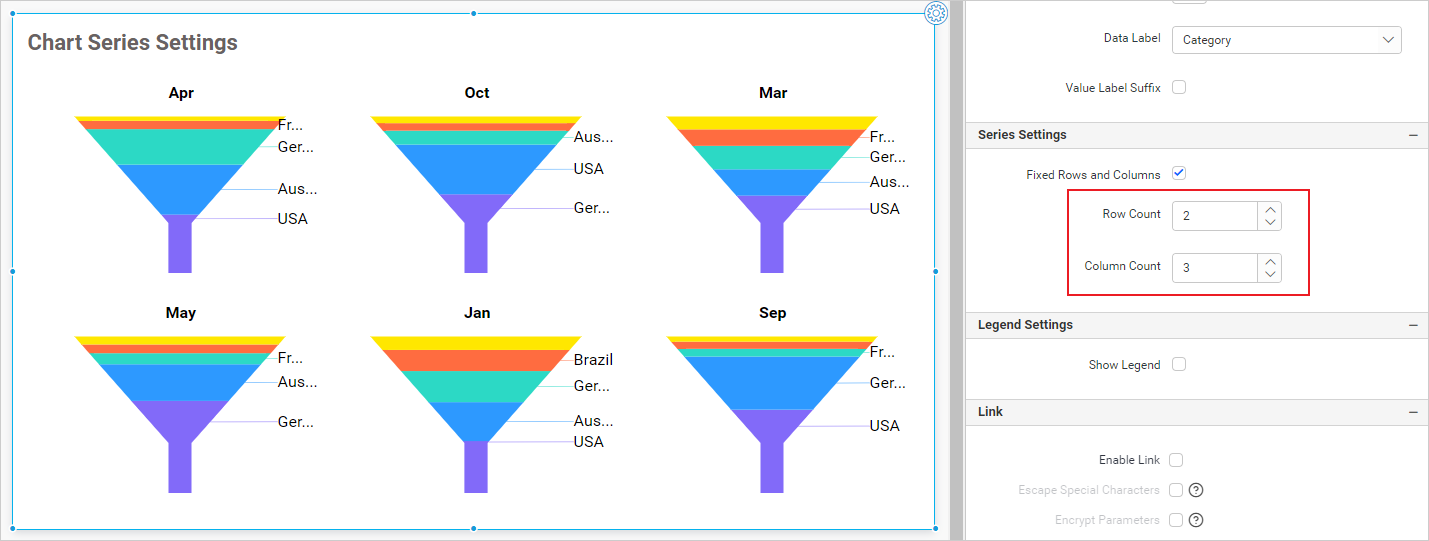 Chart Series Settings
Apr
Fr...
Ger...
Aus...
USA
Oct
Aus...
USA
Ger...
Mar
Fr...
Ger...
Aus...
USA
May
Fr...
Aus...
Ger...
Jan
Brazil
Ger...
Aus...
USA
Sep
Fr...
Ger...
USA
Data Label Category
Value Label Suffix
Series Settings
Fixed Rows and Columns
Row Count 2
Column Count 3
Legend Settings
Show Legend
Link
Enable Link
Escape Special Characters ?
Encrypt Parameters ?